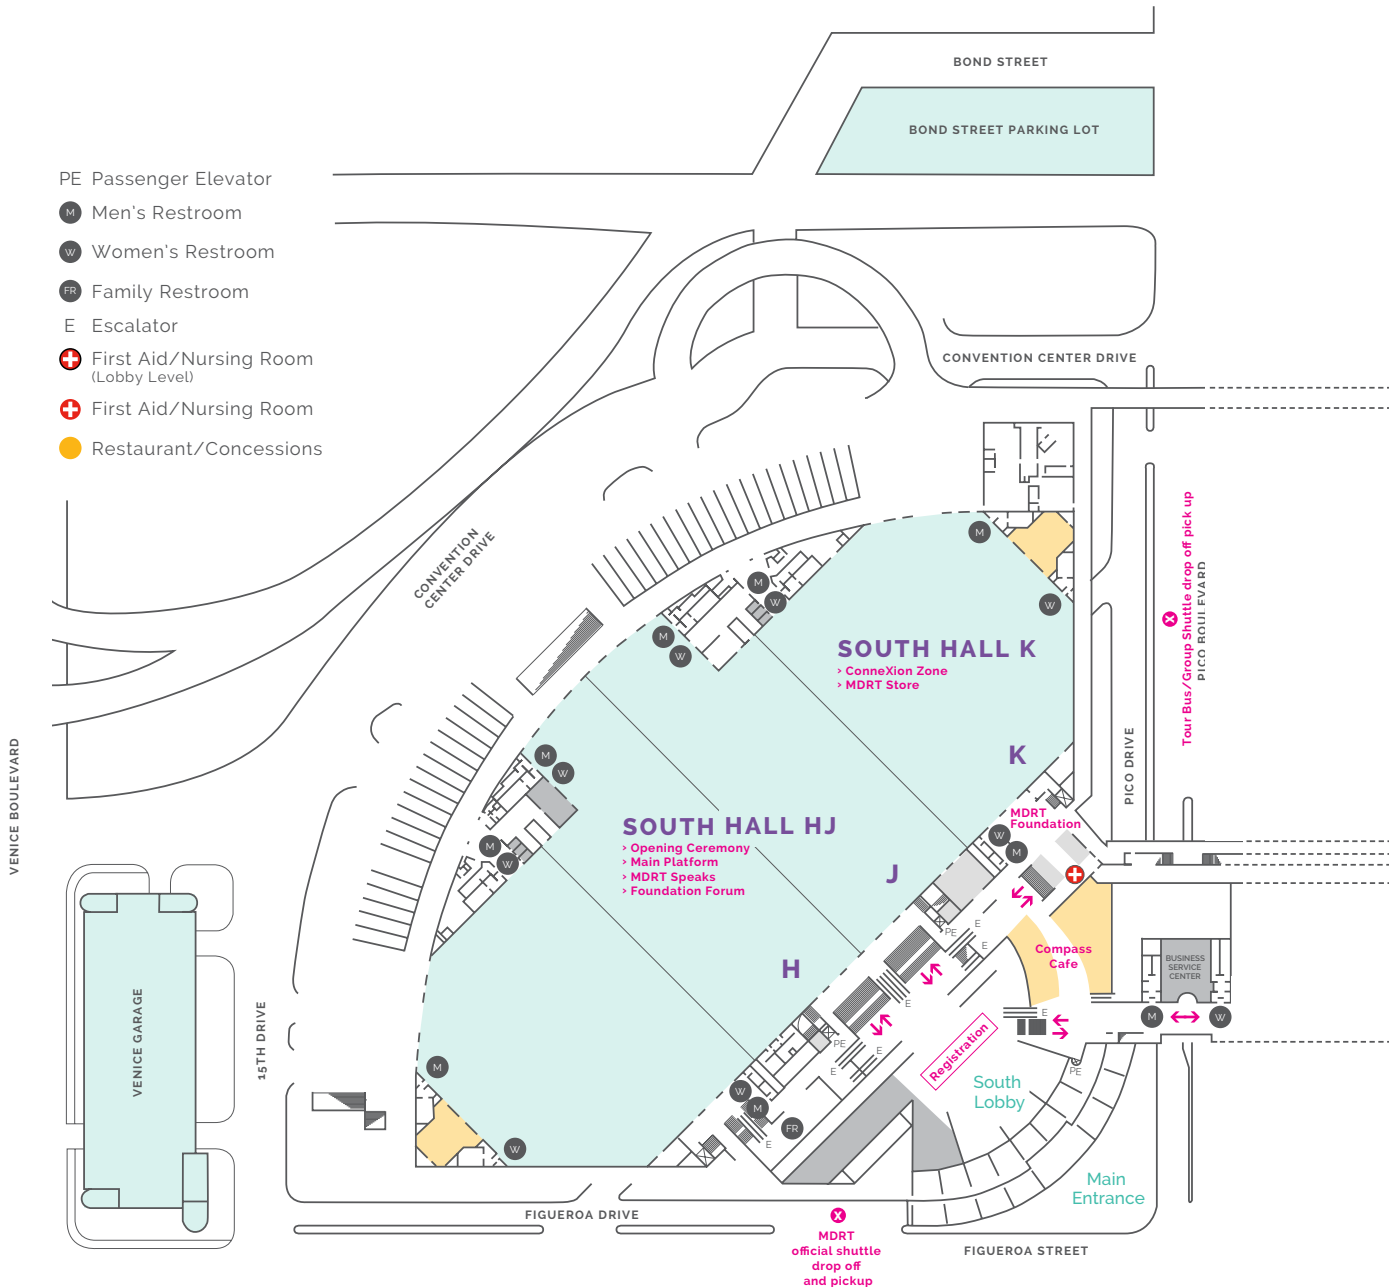 BOND STREET
BOND STREET PARKING LOT
PE Passenger Elevator
M Men's Restroom
W Women's Restroom
FR Family Restroom
E Escalator
First Aid/Nursing Room
(Lobby Level)
First Aid/Nursing Room
Restaurant/Concessions
CONVENTION CENTER DRIVE
CONVENTION
CENTER DRIVE
Tour Bus/Group Shuttle drop off pick up
X
PICO BOULEVARD
PICO DRIVE
VENICE BOULEVARD
M
W
M
W
M
W
SOUTH HALL K
› ConneXion Zone
› MDRT Store
K
M
W
SOUTH HALL HJ
› Opening Ceremony
› Main Platform
› MDRT Speaks
› Foundation Forum
MDRT
Foundation
W
M
M
W
J
PE
E
E
Compass
Cafe
H
BUSINESS
SERVICE
CENTER
E
E
M
W
VENICE GARAGE
15TH DRIVE
Registration
PE
E
E
PE
M
W
South
Lobby
W
M
FR
E
Main
Entrance
FIGUEROA DRIVE
X
MDRT
official shuttle
drop off
and pickup
FIGUEROA STREET